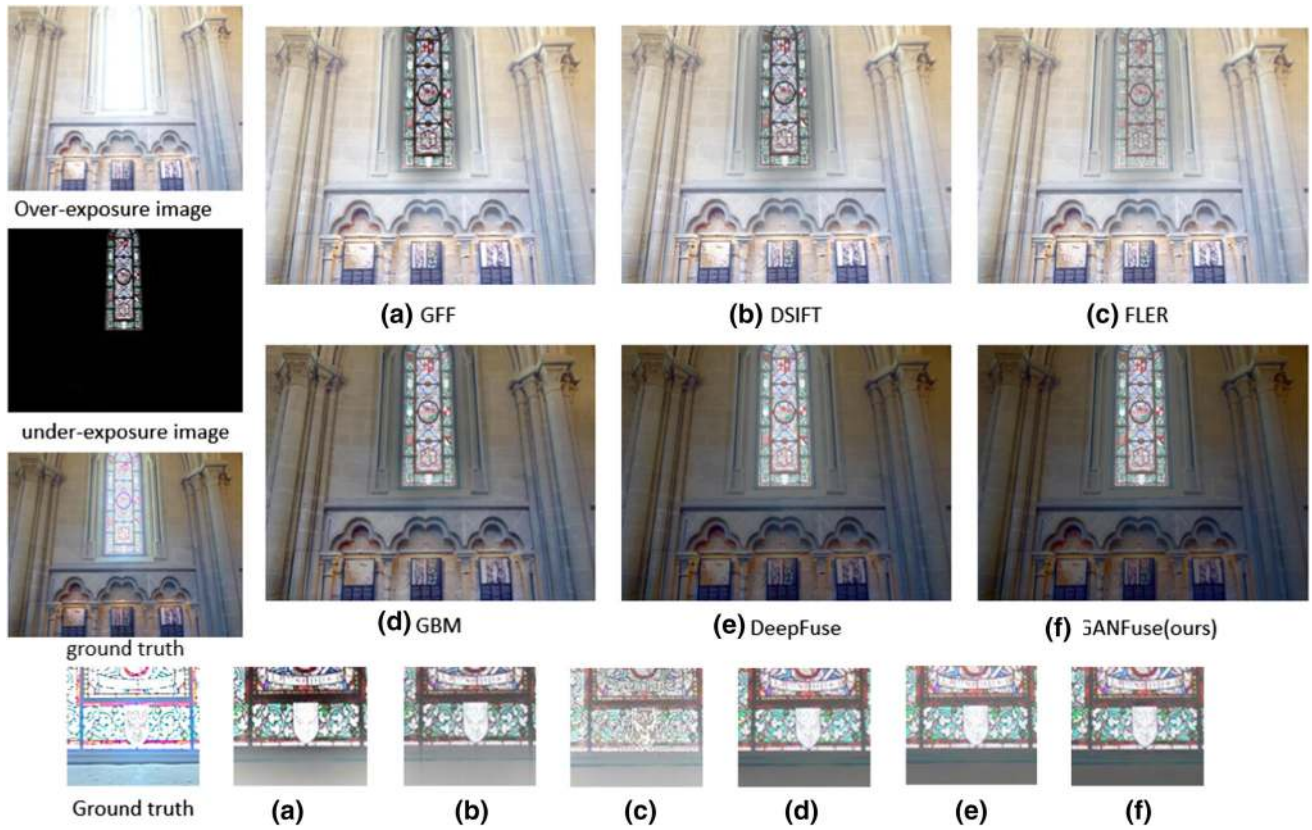 Over-exposure image
under-exposure image
ground truth
(a) GFF
(b) DSIFT
(c) FLER
(d) GBM
(e) DeepFuse
(f) GANFuse(ours)
Ground truth
(a)
(b)
(c)
(d)
(e)
(f)